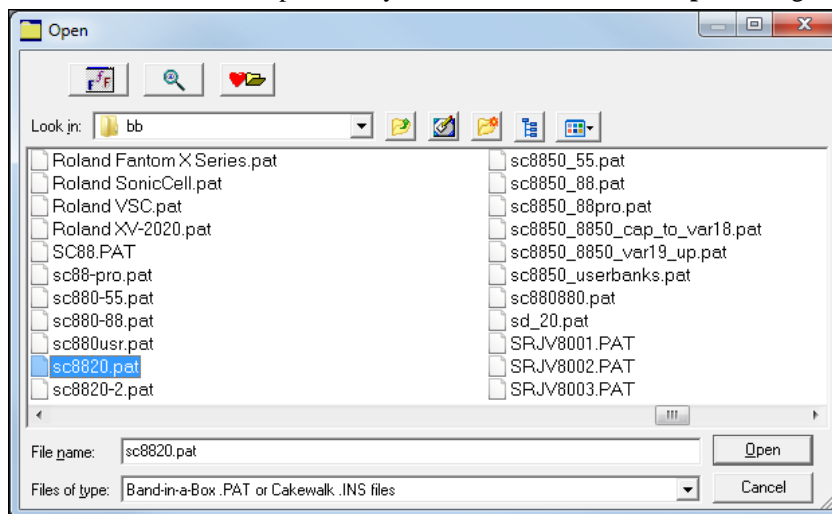 Open
Look in: bb
Roland Fantom X Series.pat
Roland SonicCell.pat
Roland VSC.pat
Roland XV-2020.pat
SC88.PAT
sc88-pro.pat
sc880-55.pat
sc880-88.pat
sc880usr.pat
sc8820.pat
sc8820-2.pat
sc8850_55.pat
sc8850_88.pat
sc8850_88pro.pat
sc8850_8850_cap_to_var18.pat
sc8850_8850_var19_up.pat
sc8850_userbanks.pat
sc880880.pat
sd_20.pat
SRJV8001.PAT
SRJV8002.PAT
SRJV8003.PAT
File name: sc8820.pat Open
Files of type: Band-in-a-Box .PAT or Cakewalk .INS files Cancel